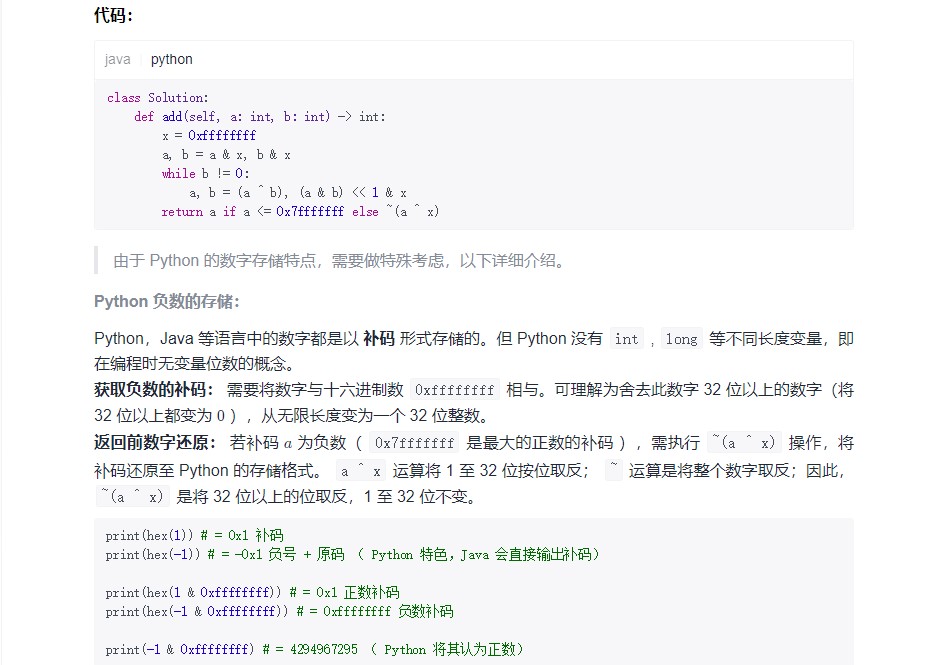 代码：
java python
class Solution:
    def add(self, a: int, b: int) -> int:
        x = 0xffffffff
        a, b = a & x, b & x
        while b != 0:
            a, b = (a ^ b), (a & b) << 1 & x
        return a if a <= 0x7fffffff else ~(a ^ x)
由于 Python 的数字存储特点，需要做特殊考虑，以下详细介绍。
Python 负数的存储：
Python，Java 等语言中的数字都是以 补码 形式存储的。但 Python 没有 int , long 等不同长度变量，即
在编程时无变量位数的概念。
获取负数的补码： 需要将数字与十六进制数 0xffffffff 相与。可理解为舍去此数字 32 位以上的数字（将
32 位以上都变为 0 ），从无限长度变为一个 32 位整数。
返回前数字还原： 若补码 a 为负数（ 0x7fffffff 是最大的正数的补码 ），需执行 ~(a ^ x) 操作，将
补码还原至 Python 的存储格式。 a ^ x 运算将 1 至 32 位按位取反； ~ 运算是将整个数字取反；因此，
~(a ^ x) 是将 32 位以上的位取反，1 至 32 位不变。
print(hex(1)) # = 0x1 补码
print(hex(-1)) # = -0x1 负号 + 原码 （ Python 特色，Java 会直接输出补码）
print(hex(1 & 0xffffffff)) # = 0x1 正数补码
print(hex(-1 & 0xffffffff)) # = 0xffffffff 负数补码
print(-1 & 0xffffffff) # = 4294967295 （ Python 将其认为正数）